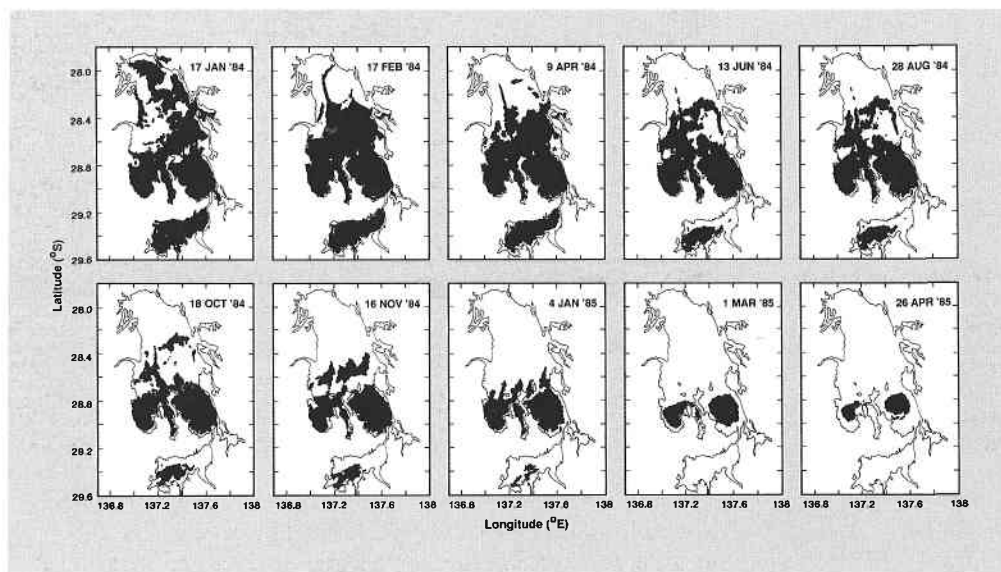 17 JAN '84
17 FEB '84
9 APR '84
13 JUN '84
28 AUG '84
28.0
28.4
28.8
29.2
29.6
Latitude (°S)
18 OCT '84
16 NOV '84
4 JAN '85
1 MAR '85
26 APR '85
28.0
28.4
28.8
29.2
29.6
136.8 137.2 137.6 138
136.8 137.2 137.6 138
136.8 137.2 137.6 138
136.8 137.2 137.6 138
136.8 137.2 137.6 138
Longitude (°E)